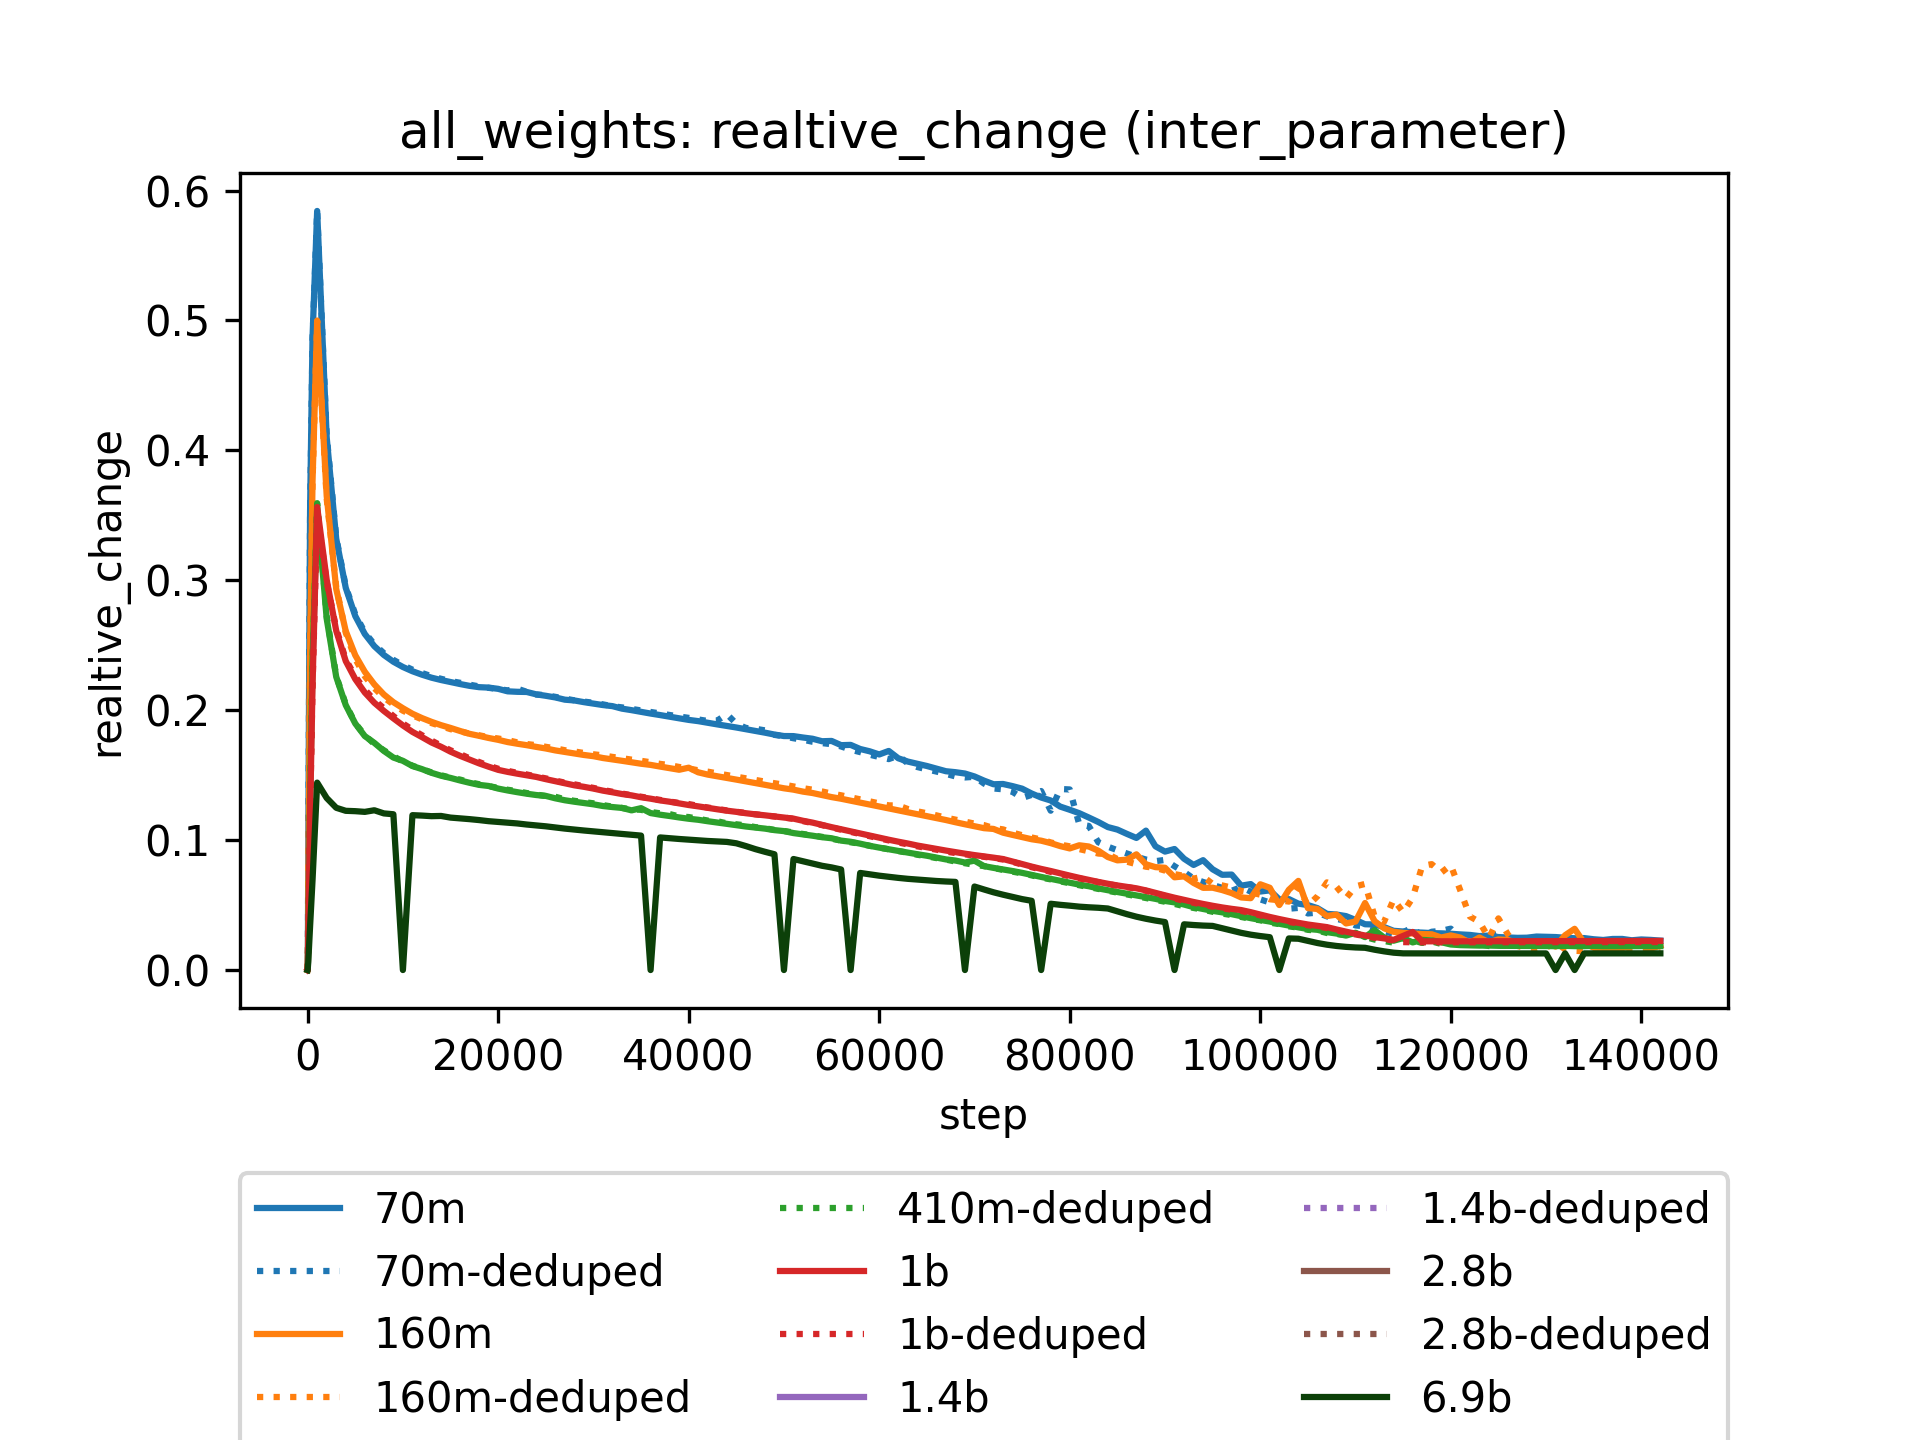 all_weights: realtive_change (inter_parameter)
0.6
0.5
0.4
0.3
0.2
0.1
0.0
realtive_change
0 20000 40000 60000 80000 100000 120000 140000
step
70m
70m-deduped
160m
160m-deduped
410m-deduped
1b
1b-deduped
1.4b
1.4b-deduped
2.8b
2.8b-deduped
6.9b